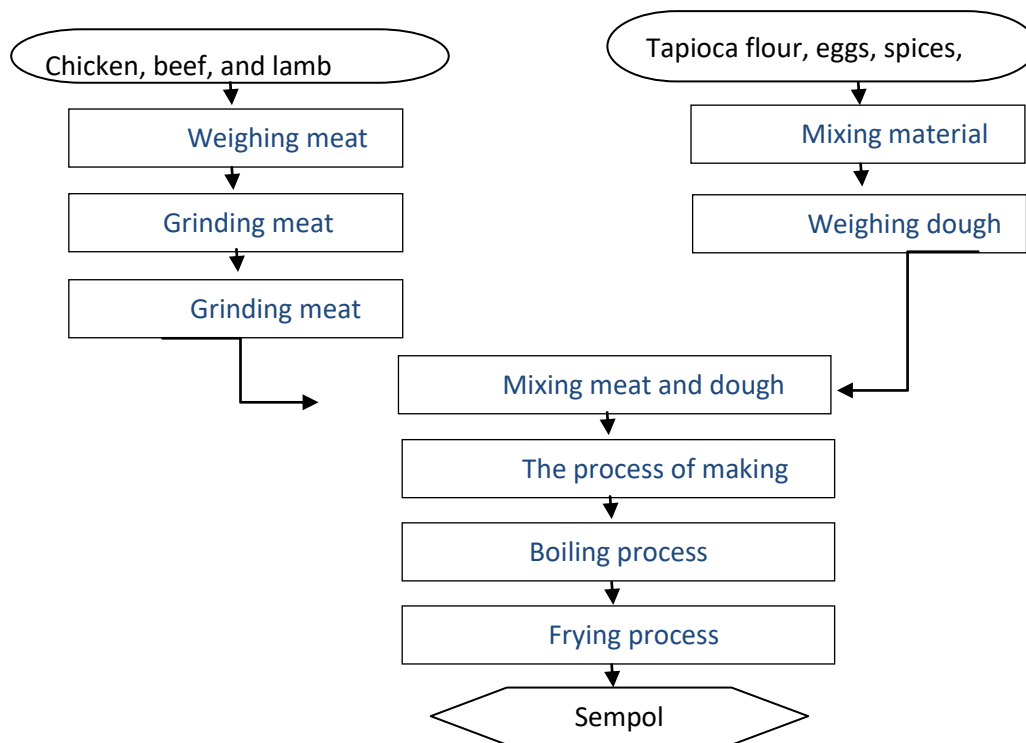 Chicken, beef, and lamb
Weighing meat
Grinding meat
Grinding meat
Tapioca flour, eggs, spices,
Mixing material
Weighing dough
Mixing meat and dough
The process of making
Boiling process
Frying process
Sempol